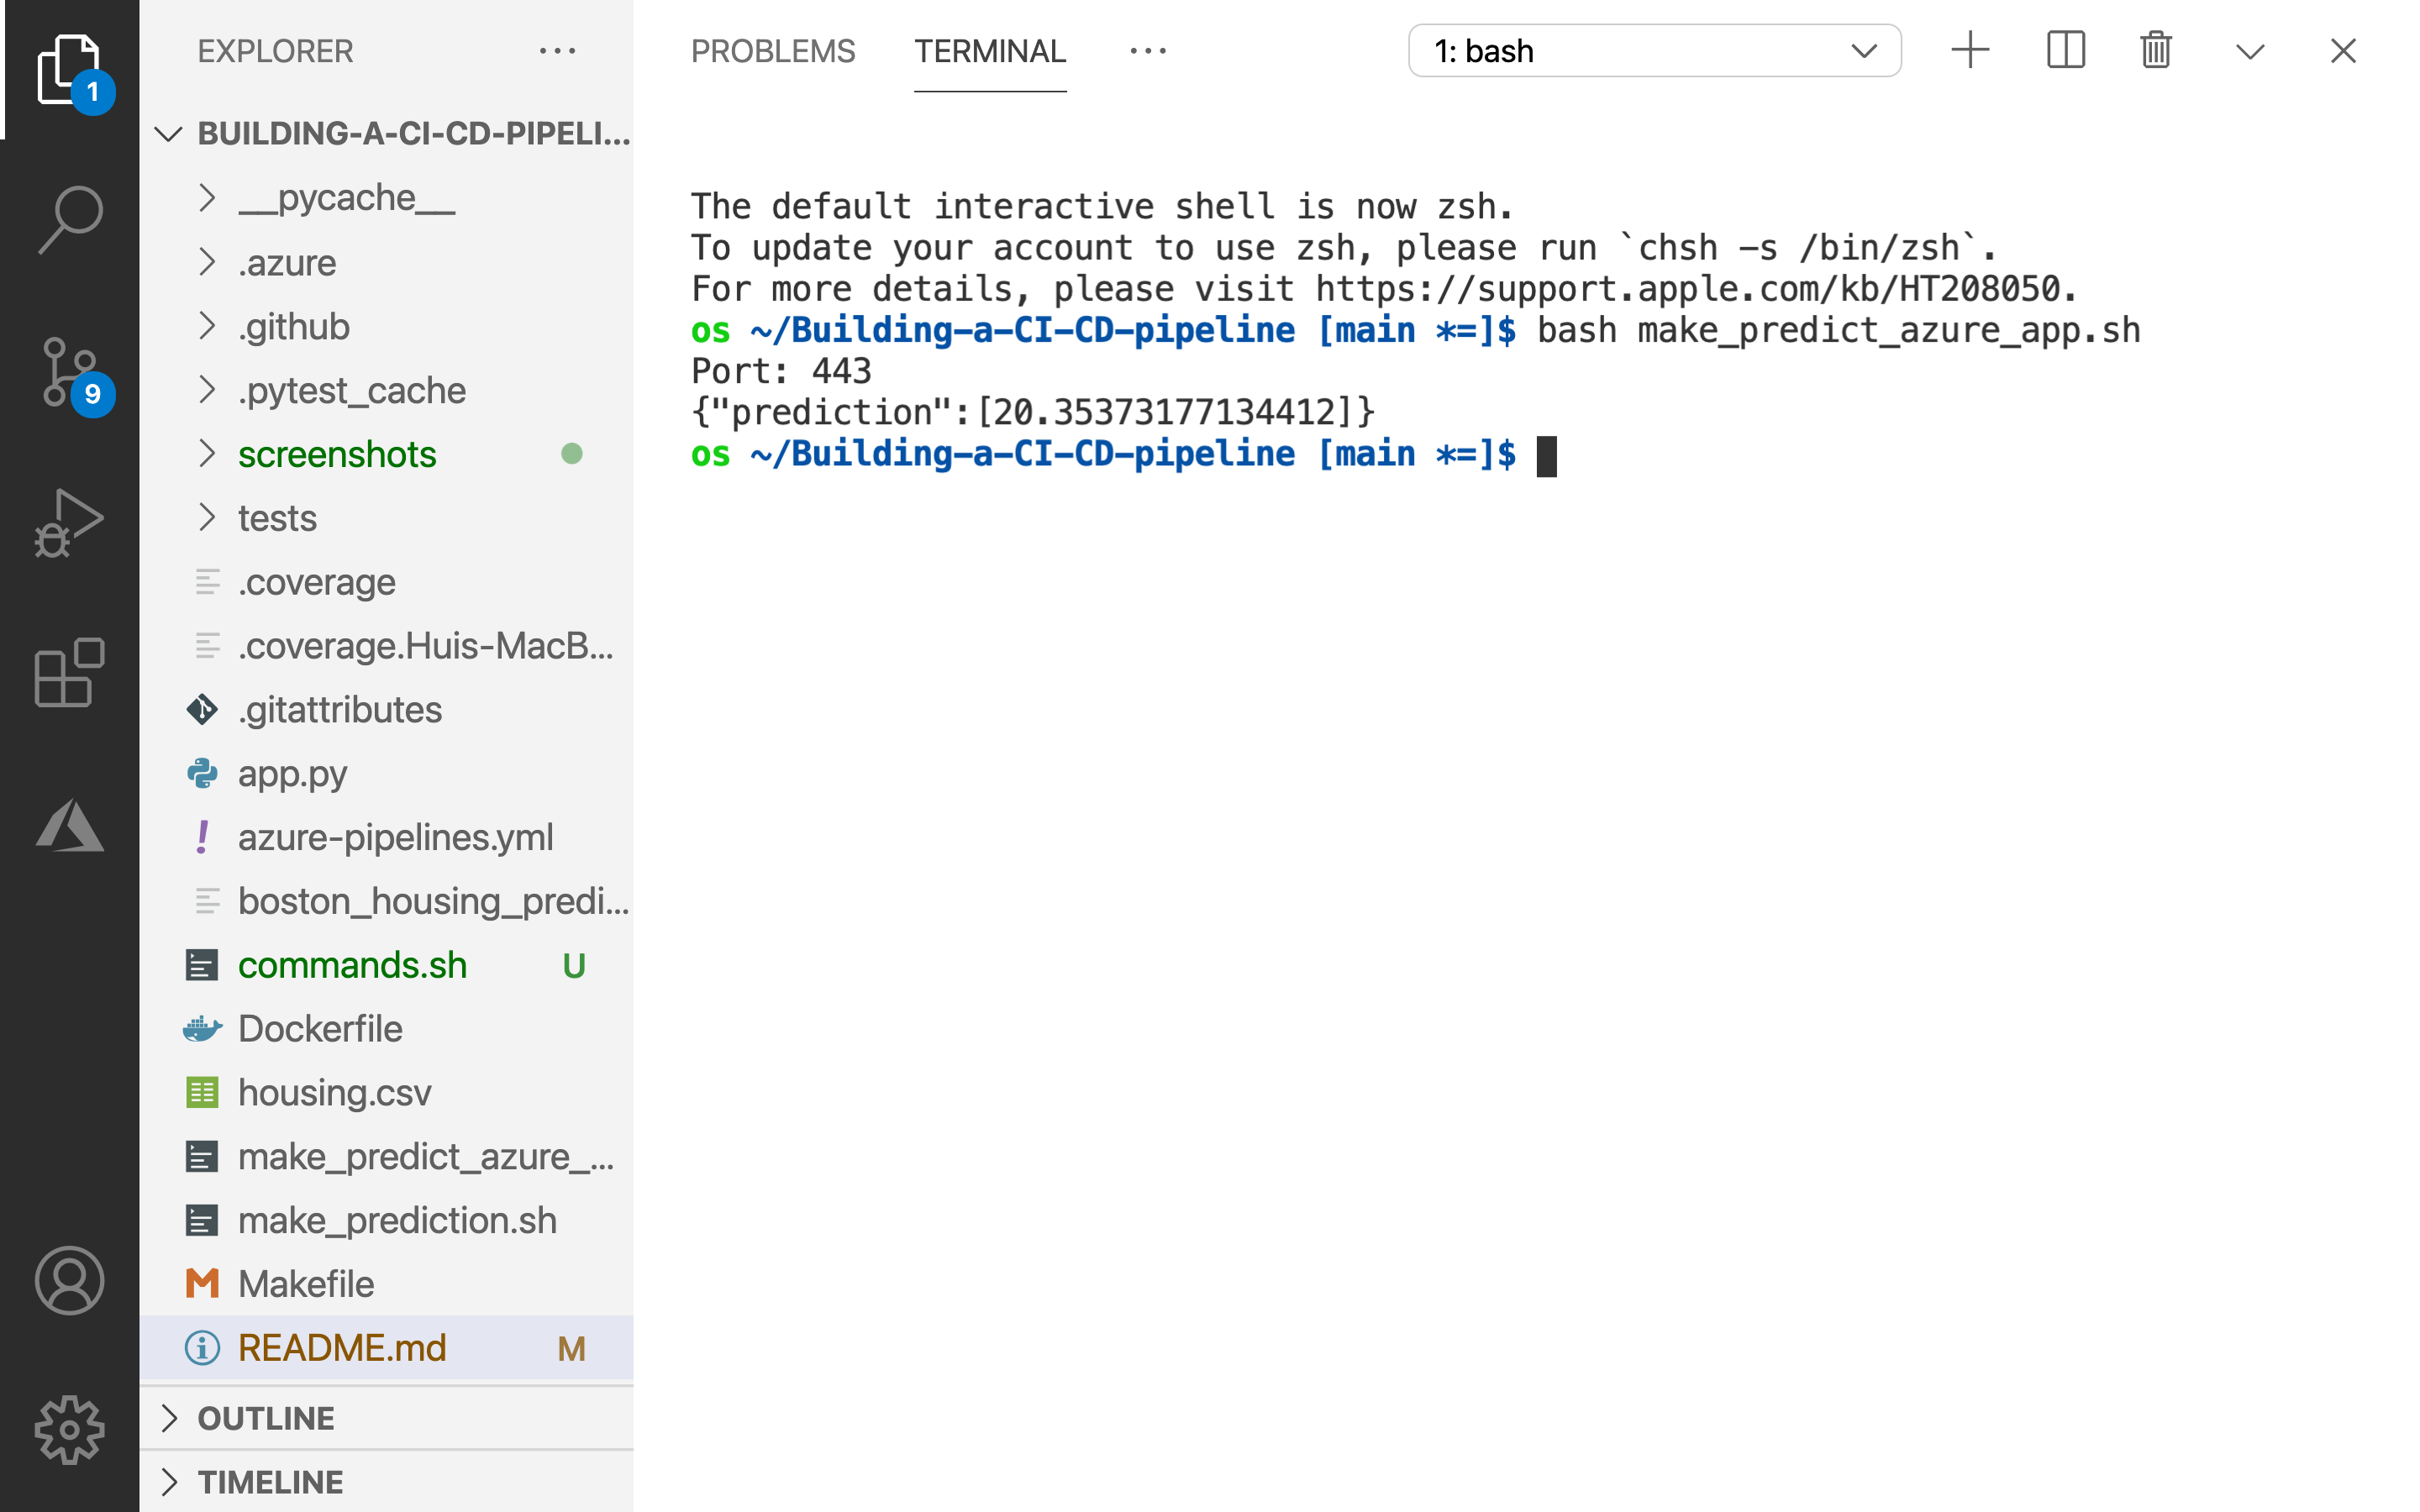 EXPLORER
PROBLEMS TERMINAL
1: bash
1
BUILDING-A-CI-CD-PIPELI...
__pycache__
.azure
.github
9
.pytest_cache
screenshots
tests
.coverage
.coverage.Huis-MacB...
.gitattributes
app.py
! azure-pipelines.yml
boston_housing_predi...
commands.sh U
Dockerfile
housing.csv
make_predict_azure_...
make_prediction.sh
M Makefile
README.md M
OUTLINE
TIMELINE
The default interactive shell is now zsh.
To update your account to use zsh, please run `chsh -s /bin/zsh`.
For more details, please visit https://support.apple.com/kb/HT208050.
os ~/Building-a-CI-CD-pipeline [main *=]$ bash make_predict_azure_app.sh
Port: 443
{"prediction":[20.35373177134412]}
os ~/Building-a-CI-CD-pipeline [main *=]$